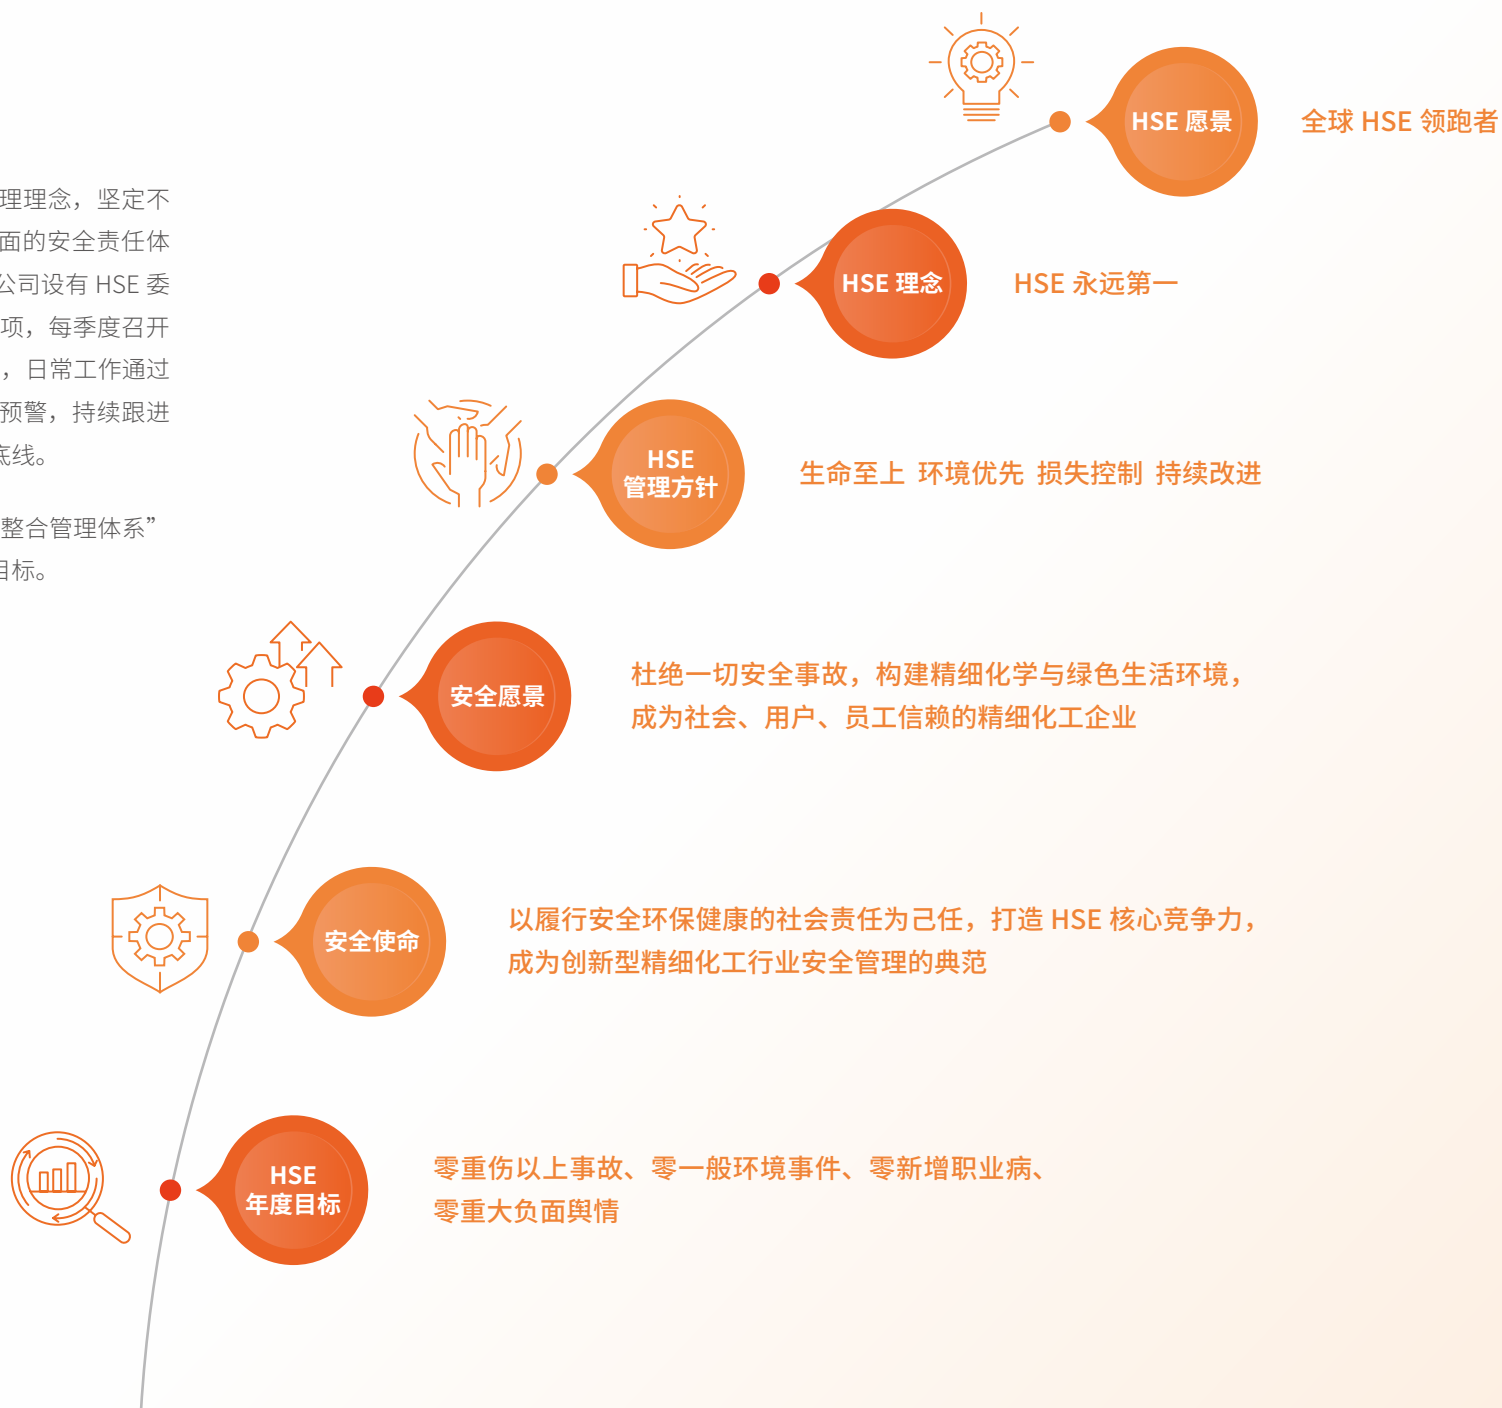 理理念，坚定不
面的安全责任体
公司设有 HSE 委
项，每季度召开
，日常工作通过
预警，持续跟进
底线。
整合管理体系”
目标。
HSE 愿景
全球 HSE 领跑者
HSE 理念
HSE 永远第一
HSE
管理方针
生命至上 环境优先 损失控制 持续改进
安全愿景
杜绝一切安全事故，构建精细化学与绿色生活环境，
成为社会、用户、员工信赖的精细化工企业
安全使命
以履行安全环保健康的社会责任为己任，打造 HSE 核心竞争力，
成为创新型精细化工行业安全管理的典范
HSE
年度目标
零重伤以上事故、零一般环境事件、零新增职业病、
零重大负面舆情